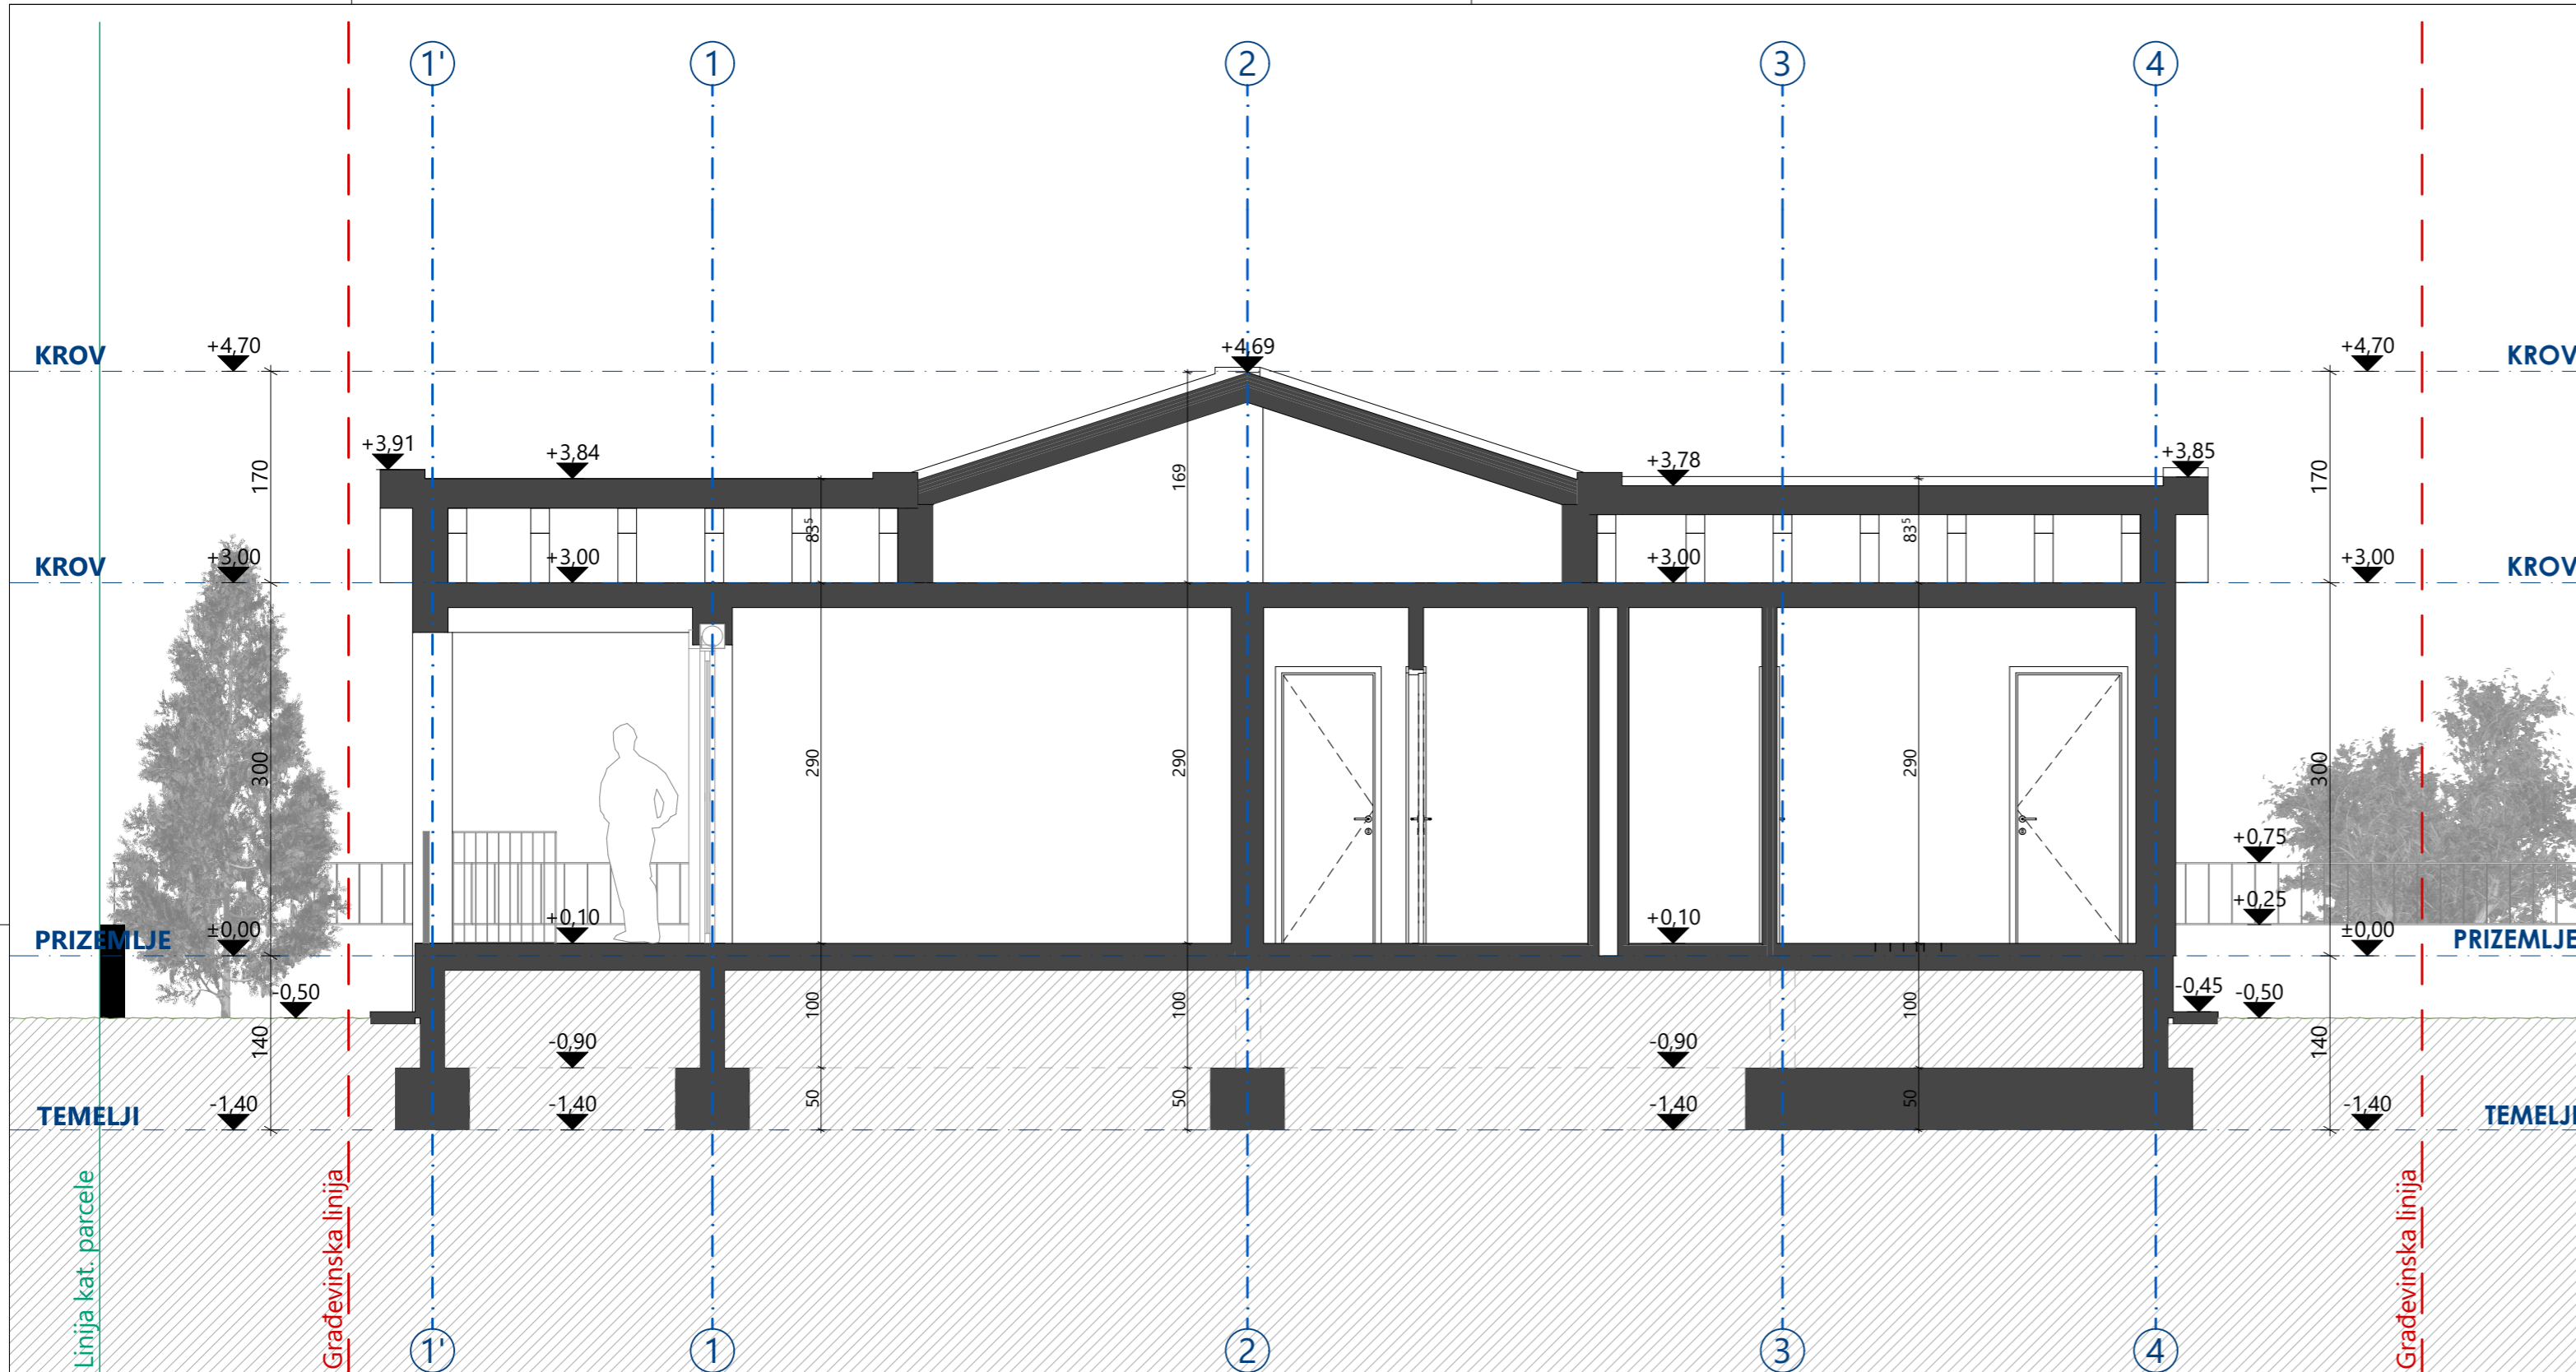 1' 1 2 3 4
KROV +4,70 +4,69 +4,70 KROV
+3,91 +3,84 +3,78 +3,85
170 169 170
83⁵ 83⁵
KROV +3,00 +3,00 +3,00 +3,00 KROV
300 290 290 290 300
+0,75
+0,25
PRIZEMLJE ±0,00 +0,10 +0,10 ±0,00 PRIZEMLJE
-0,50 -0,45 -0,50
140 100 100 100 140
-0,90 -0,90
50 50 50
TEMELJI -1,40 -1,40 -1,40 -1,40 TEMELJI
Linija kat. parcele
Građevinska linija
Građevinska linija
1' 1 2 3 4